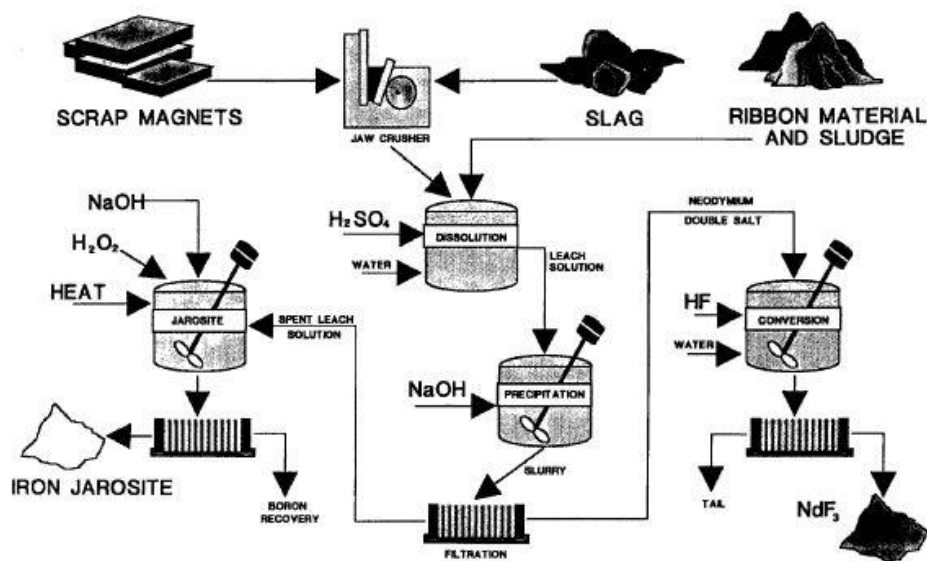 SCRAP MAGNETS
JAW CRUSHER
SLAG
RIBBON MATERIAL
AND SLUDGE
NaOH
H₂O₂
HEAT
JAROSITE
H₂SO₄
WATER
DISSOLUTION
LEACH
SOLUTION
NEODYMIUM
DOUBLE SALT
HF
WATER
CONVERSION
SPENT LEACH
SOLUTION
NaOH
PRECIPITATION
SLURRY
IRON JAROSITE
BORON
RECOVERY
FILTRATION
TAIL
NdF₃